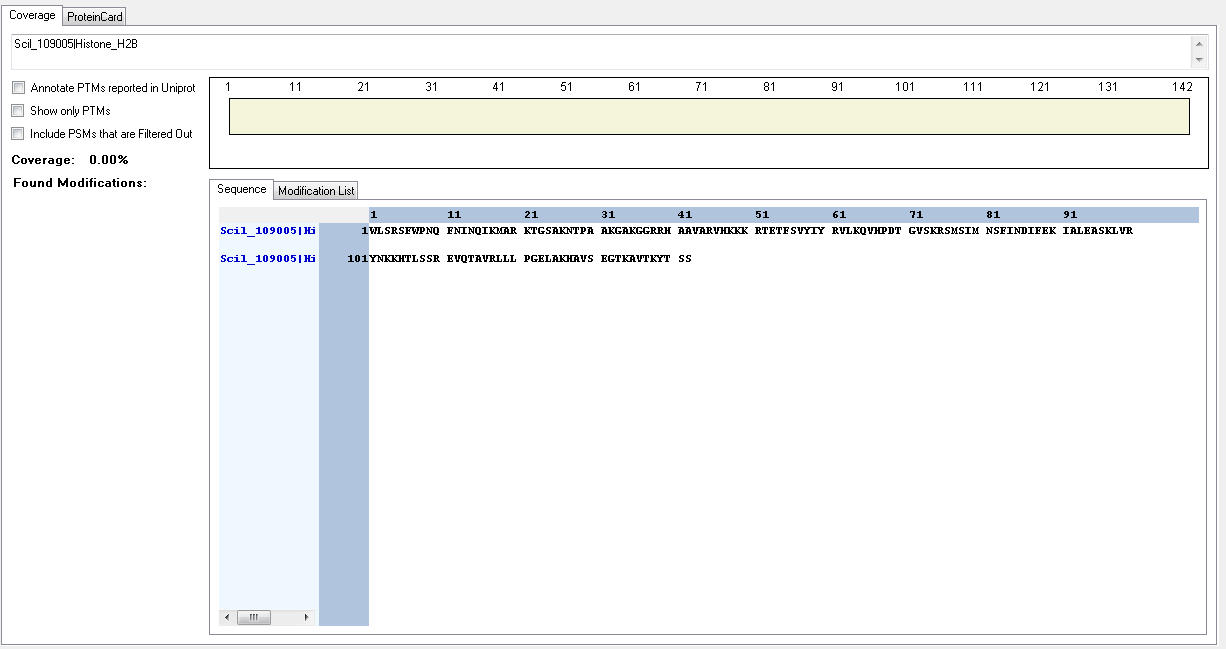 Coverage ProteinCard
Scil_109005|Histone_H2B
Annotate PTMs reported in Uniprot
Show only PTMs
Include PSMs that are Filtered Out
Coverage: 0.00%
Found Modifications:
1 11 21 31 41 51 61 71 81 91 101 111 121 131 142
Sequence Modification List
1 11 21 31 41 51 61 71 81 91
Scil_109005|Hi 1 WLSRSFWPNQ FNINQIKMAR KTGSAKNTPA AKGAKGGRRH AAVARVHKKK RTETFSVYIY RVLKQVHPDT GVSKRSMSIM NSFINDIFEK IALEASKLVR
Scil_109005|Hi 101 YNKKHTLSSR EVQTAVRLLL PGELAKHAVS EGTKAVTKYT SS